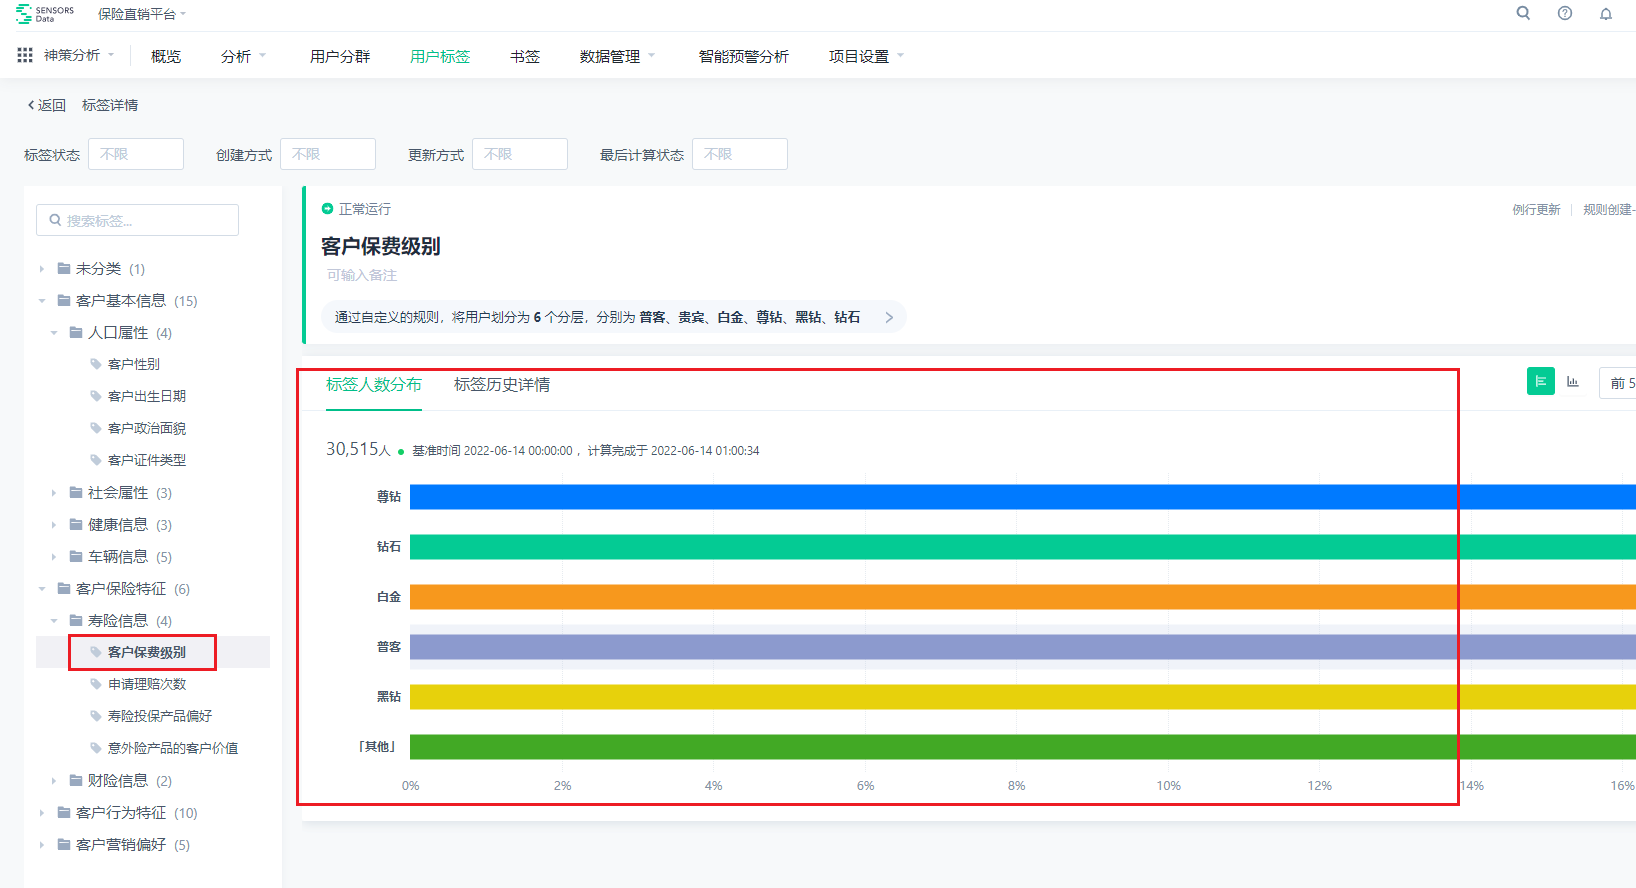 SENSORS
Data
保险直销平台
神策分析
概览
分析
用户分群
用户标签
书签
数据管理
智能预警分析
项目设置
返回
标签详情
标签状态
不限
创建方式
不限
更新方式
不限
最后计算状态
不限
搜索标签...
未分类 (1)
客户基本信息 (15)
人口属性 (4)
客户性别
客户出生日期
客户政治面貌
客户证件类型
社会属性 (3)
健康信息 (3)
车辆信息 (5)
客户保险特征 (6)
寿险信息 (4)
客户保费级别
申请理赔次数
寿险投保产品偏好
意外险产品的客户价值
财险信息 (2)
客户行为特征 (10)
客户营销偏好 (5)
正常运行
例行更新
规则创建-
客户保费级别
可输入备注
通过自定义的规则，将用户划分为 6 个分层，分别为 普客、贵宾、白金、尊钻、黑钻、钻石
标签人数分布
标签历史详情
前 5
30,515人
基准时间 2022-06-14 00:00:00 ，计算完成于 2022-06-14 01:00:34
尊钻
钻石
白金
普客
黑钻
「其他」
0%
2%
4%
6%
8%
10%
12%
14%
16%